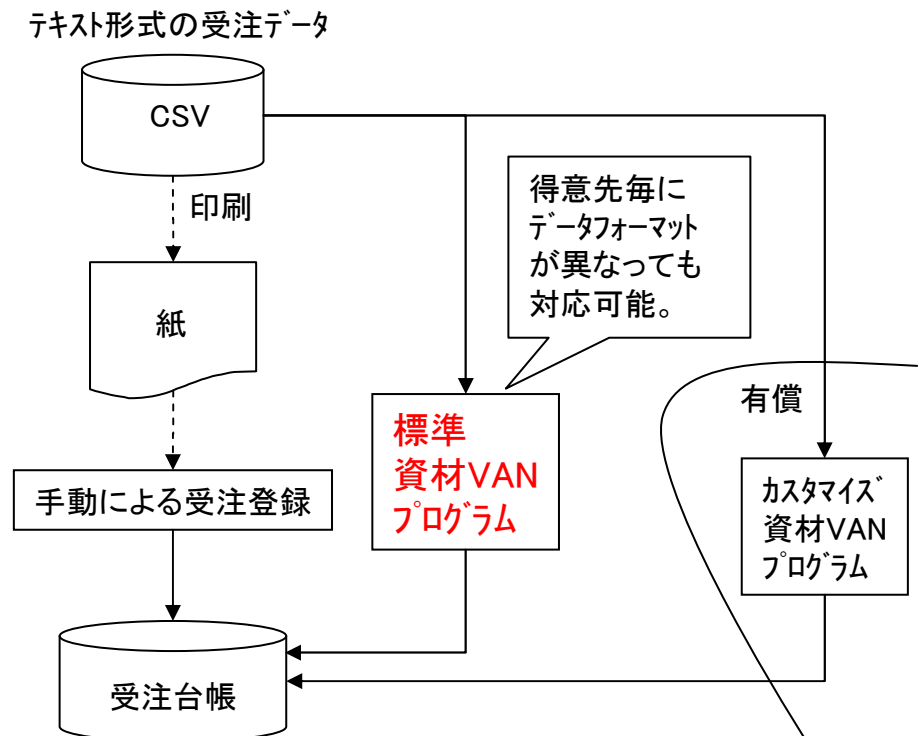 ﾃｷｽﾄ形式の受注ﾃﾞｰﾀ
CSV
印刷
紙
手動による受注登録
受注台帳
得意先毎に
ﾃﾞｰﾀﾌｫｰﾏｯﾄ
が異なっても
対応可能。
標準
資材VAN
ﾌﾟﾛｸﾞﾗﾑ
有償
ｶｽﾀﾏｲｽﾞ
資材VAN
ﾌﾟﾛｸﾞﾗﾑ